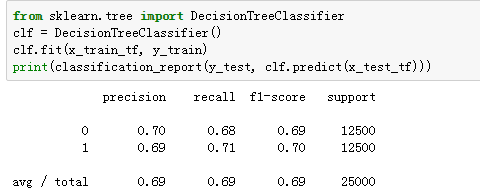 from sklearn.tree import DecisionTreeClassifier
clf = DecisionTreeClassifier()
clf.fit(x_train_tf, y_train)
print(classification_report(y_test, clf.predict(x_test_tf)))
precision recall f1-score support
0 0.70 0.68 0.69 12500
1 0.69 0.71 0.70 12500
avg / total 0.69 0.69 0.69 25000